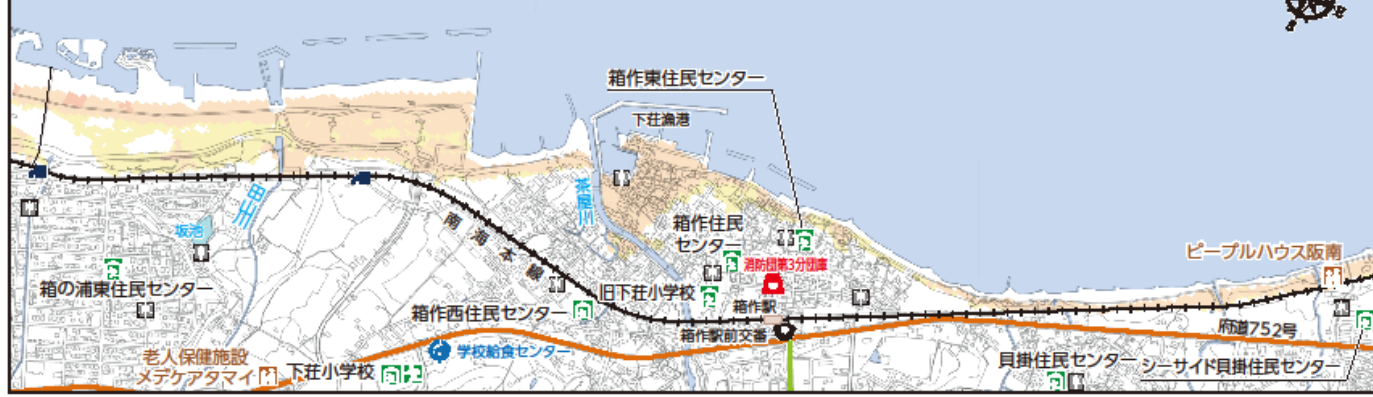 箱作東住民センター
下荘漁港
茶屋川
箱作住民
センター
消防団第3分団庫
ピープルハウス阪南
王田
坂池
南海本線
箱の浦東住民センター
旧下荘小学校
箱作駅
箱作西住民センター
箱作駅前交番
府道752号
学校給食センター
老人保健施設
メデケアタマイ
下荘小学校
貝掛住民センター
シーサイド貝掛住民センター